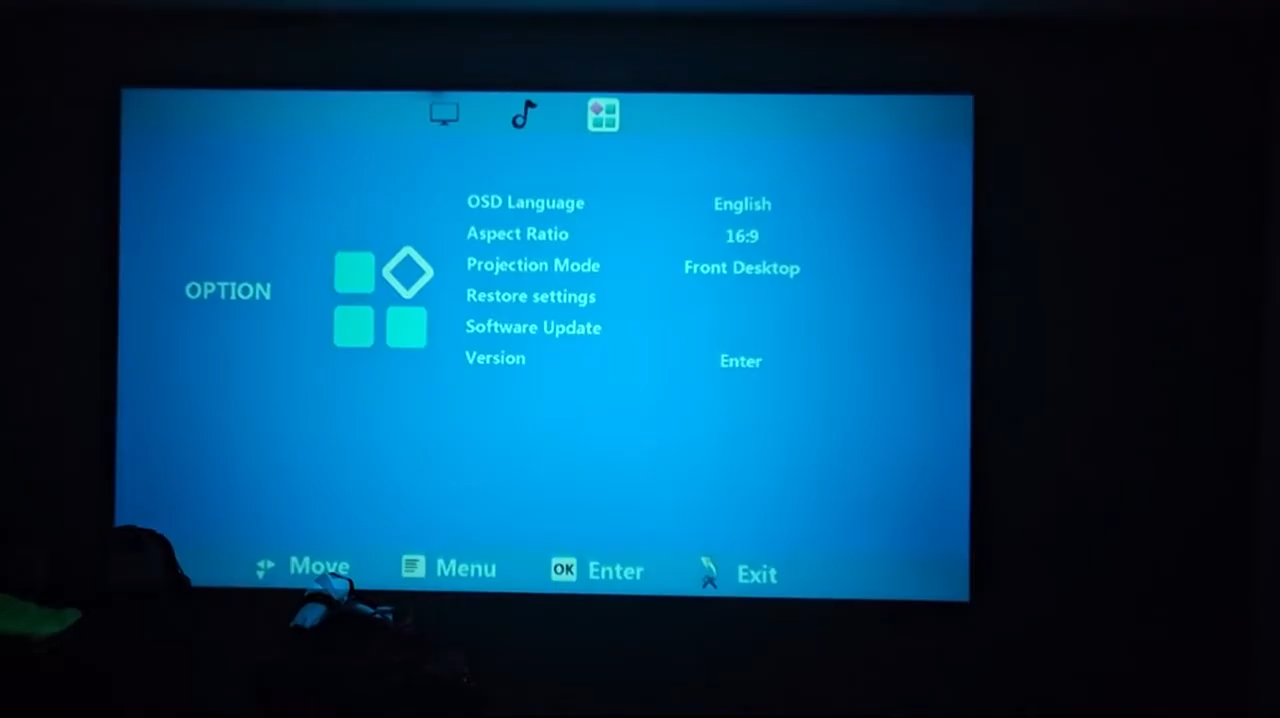 OPTION
OSD Language English
Aspect Ratio 16:9
Projection Mode Front Desktop
Restore settings
Software Update
Version Enter
Move Menu OK Enter Exit